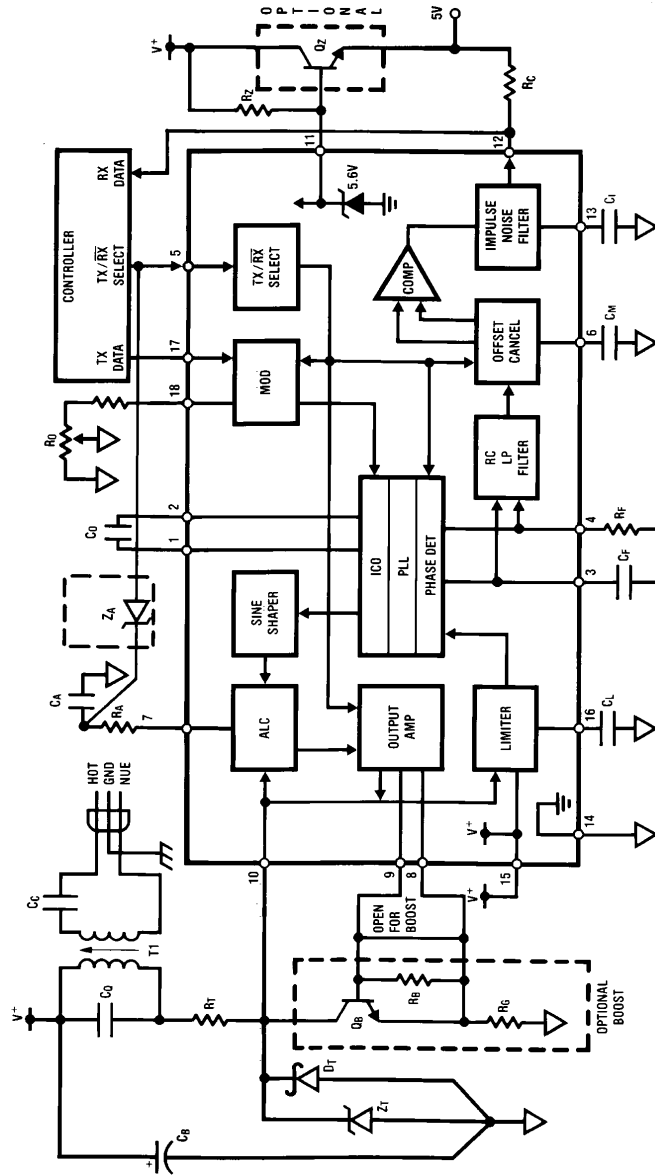 V+
CB
+
CQ
T1
CC
HOT
GND
NUE
RT
ZT
DT
QB
RB
RG
OPTIONAL
BOOST
OPEN
FOR
BOOST
10
9
8
V+
15
V+
CA
RA
7
ZA
CO
1
2
RO
18
17
5
CONTROLLER
TX
DATA
TX/R̅X̅
SELECT
RX
DATA
ALC
SINE
SHAPER
OUTPUT
AMP
LIMITER
ICO
PLL
PHASE DET
MOD
T̅X̅/RX
SELECT
RC
LP
FILTER
OFFSET
CANCEL
COMP
IMPULSE
NOISE
FILTER
5.6V
11
12
RZ
V+
QZ
OPTIONAL
5V
RC
14
16
CL
3
CF
4
RF
6
CM
13
CI